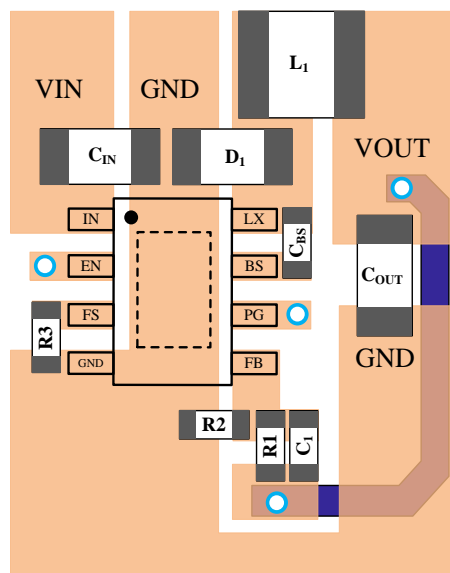 L1
VIN GND
VOUT
CIN D1
IN LX
CBS
EN BS
COUT
FS PG
R3
GND FB
GND
R2
R1 C1